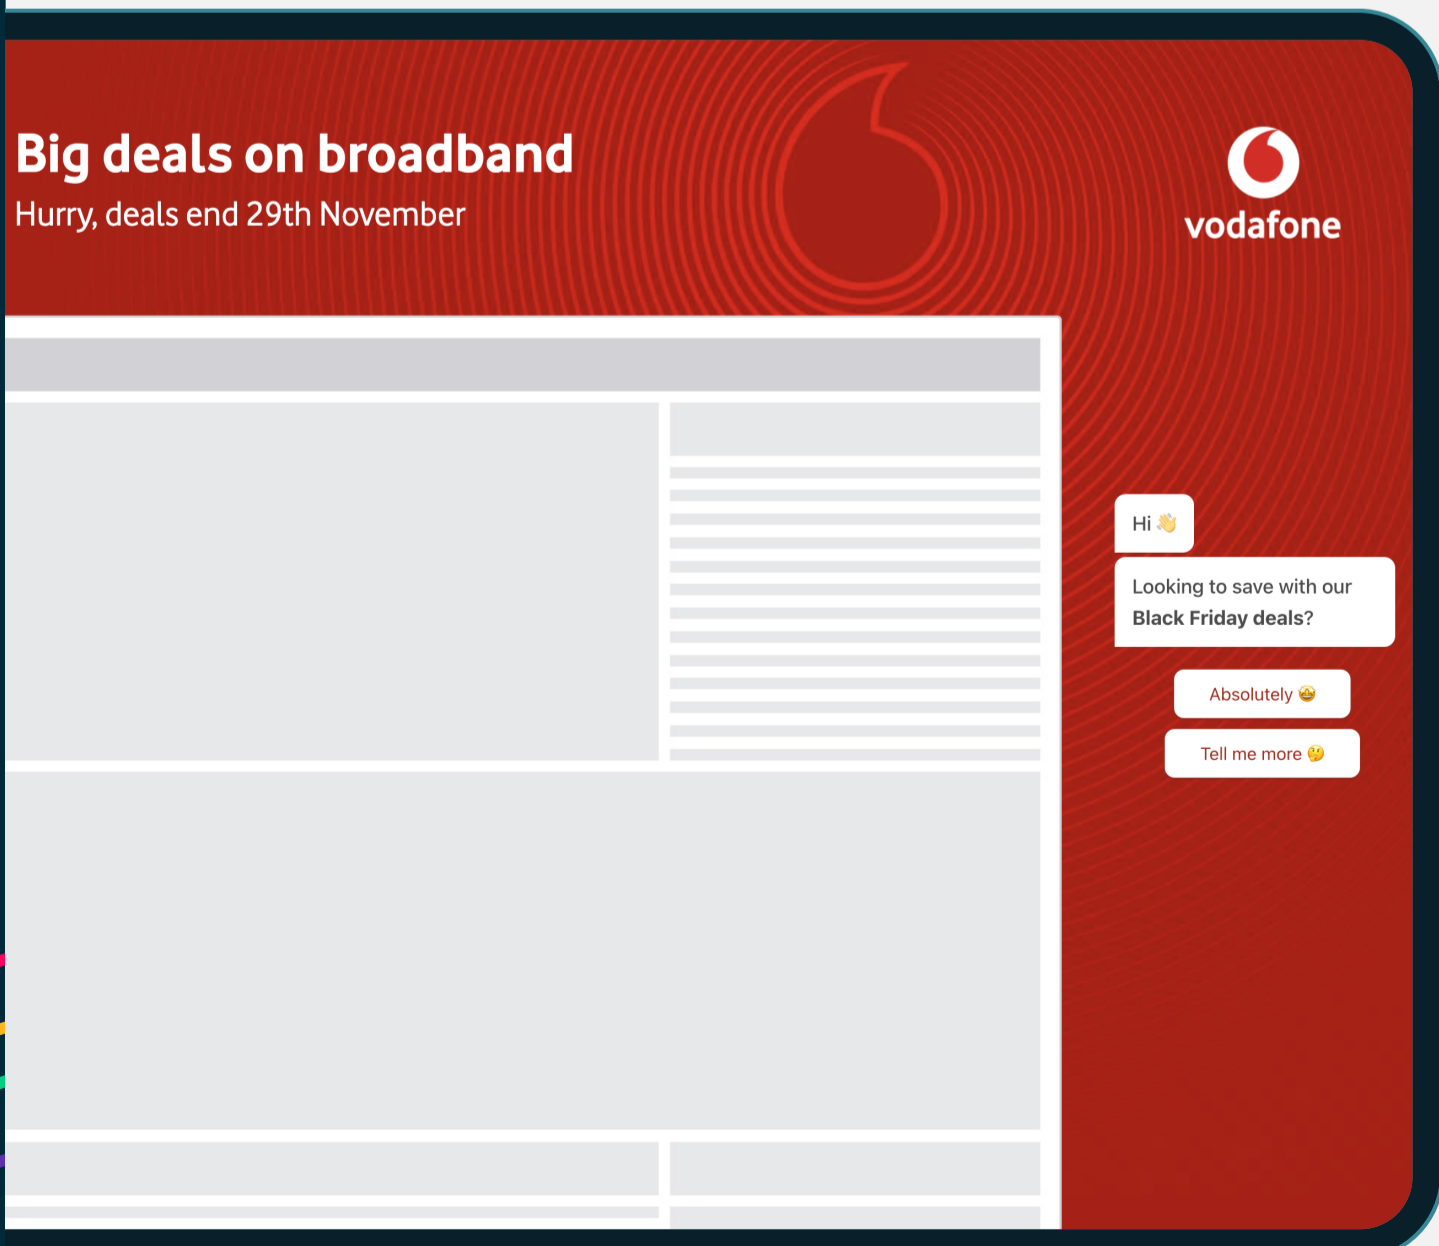 Big deals on broadband
Hurry, deals end 29th November
vodafone
Hi 👋
Looking to save with our
Black Friday deals?
Absolutely 🤩
Tell me more 🤔